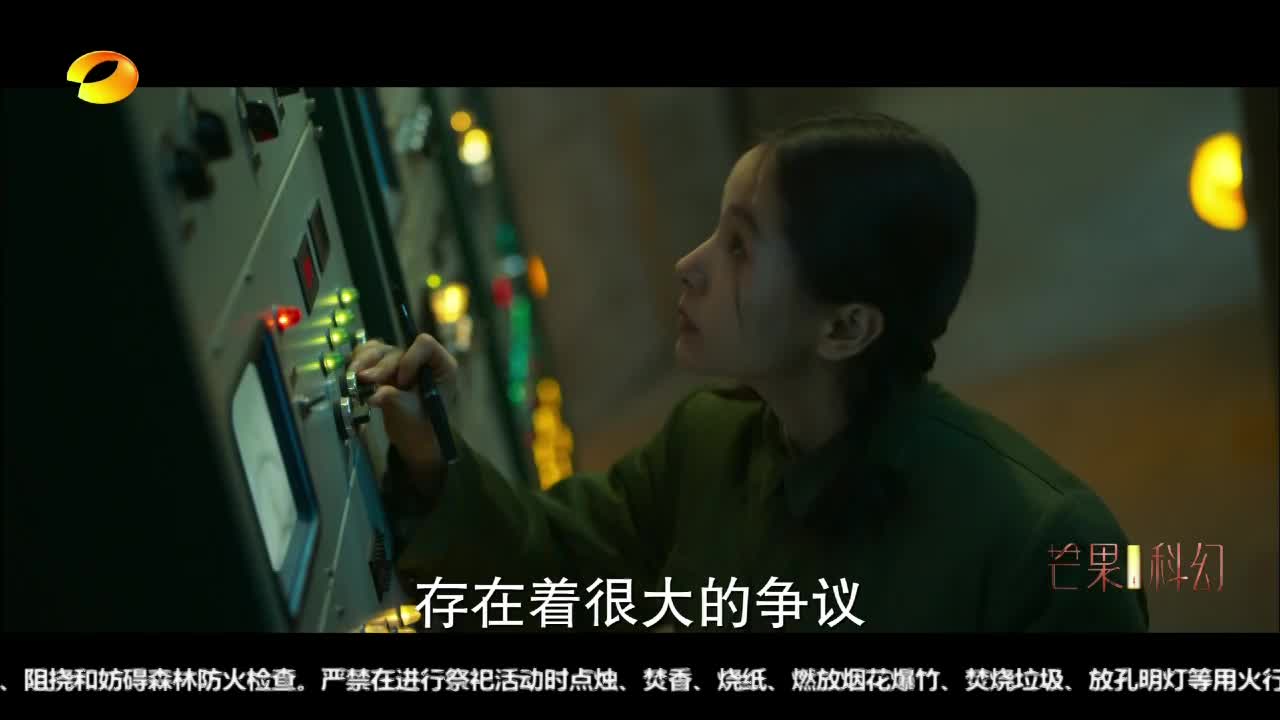 芒果 科幻
存在着很大的争议
、阻挠和妨碍森林防火检查。严禁在进行祭祀活动时点烛、焚香、烧纸、燃放烟花爆竹、焚烧垃圾、放孔明灯等用火行